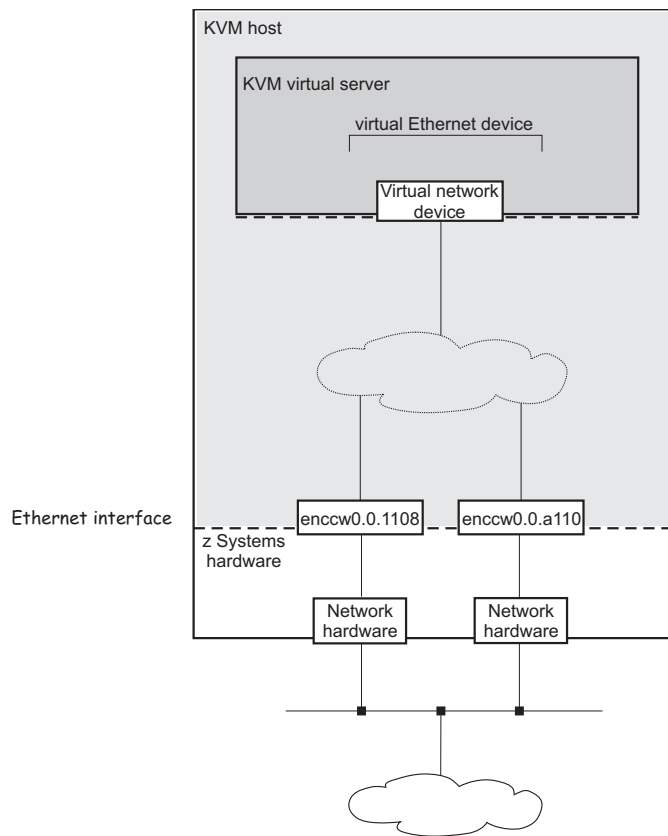 KVM host
KVM virtual server
virtual Ethernet device
Virtual network
device
Ethernet interface
enccw0.0.1108
enccw0.0.a110
z Systems
hardware
Network
hardware
Network
hardware